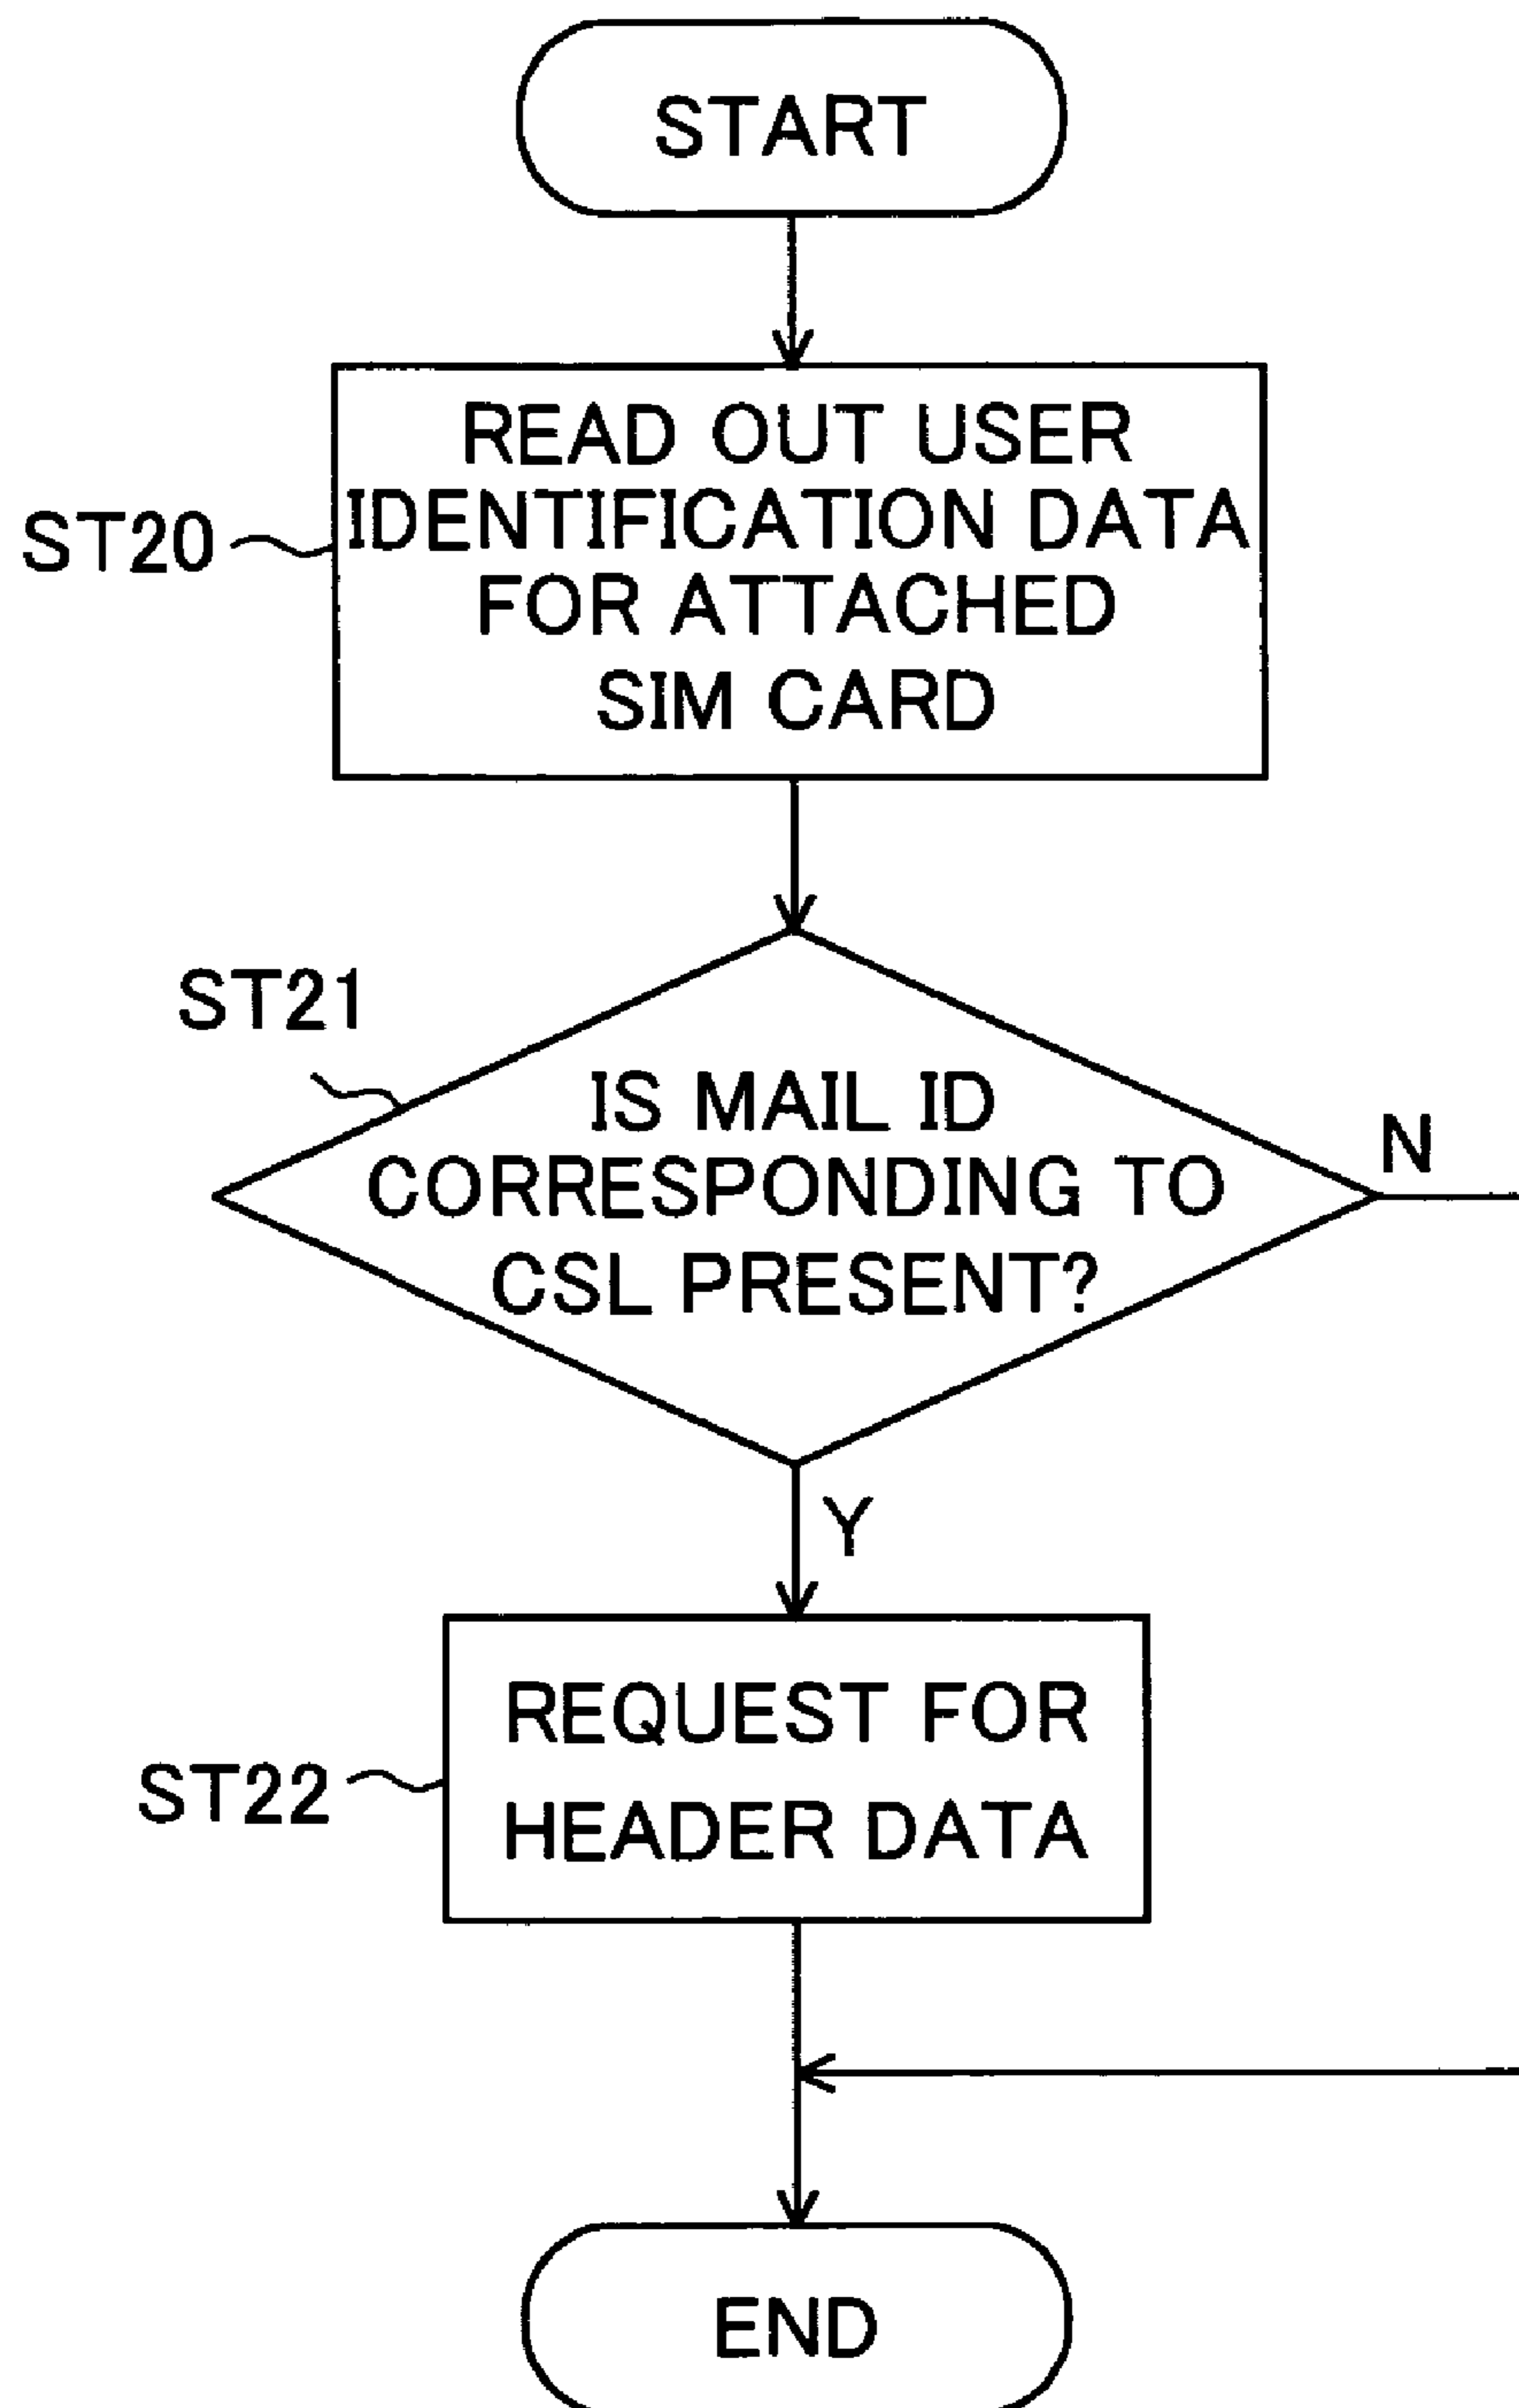 START
READ OUT USER
IDENTIFICATION DATA
FOR ATTACHED
SIM CARD
ST20
ST21
IS MAIL ID
CORRESPONDING TO
CSL PRESENT?
N
Y
REQUEST FOR
HEADER DATA
ST22
END